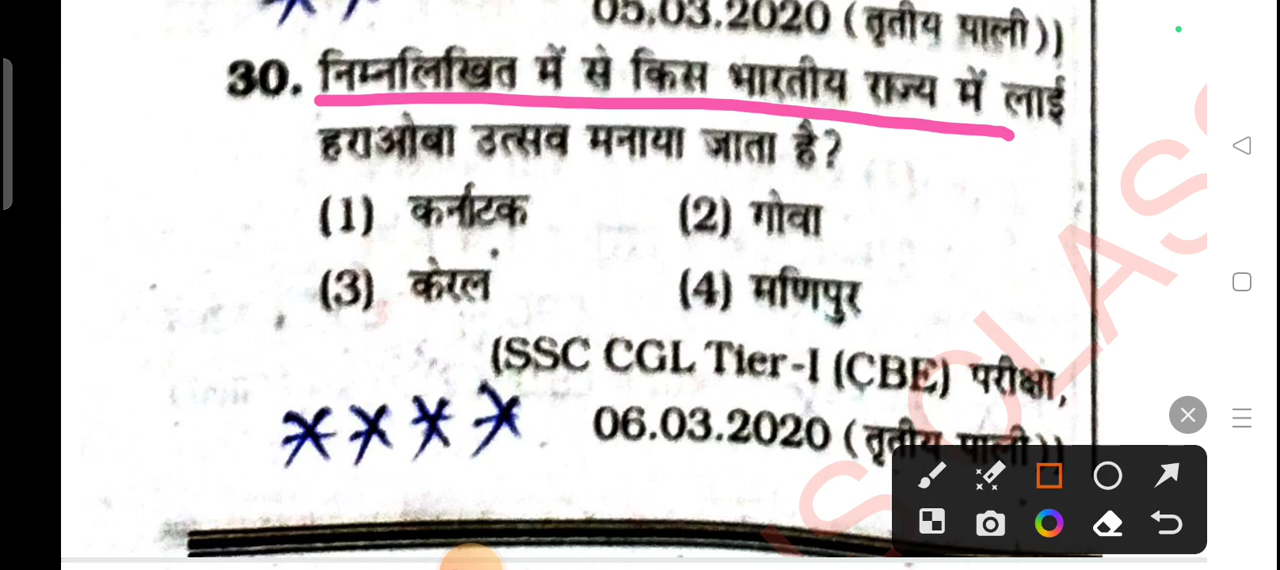 05.03.2020 (तृतीय पाली))
30. निम्नलिखित में से किस भारतीय राज्य में लाई
हराओबा उत्सव मनाया जाता है?
(1) कर्नाटक (2) गोवा
(3) केरल (4) मणिपुर
(SSC CGL Tier-I (CBE) परीक्षा,
06.03.2020 (तृतीय पाली))
S CLAS